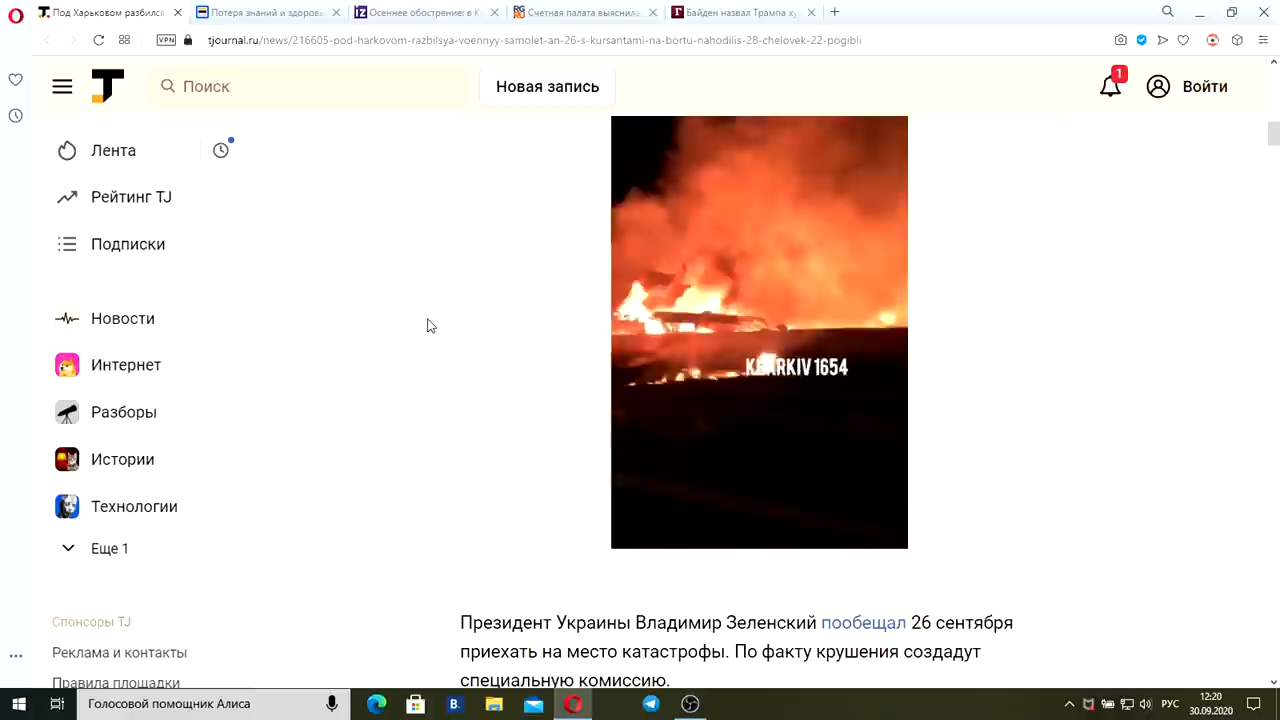 Под Харьковом разбился
Потеря знаний и здоров
Осеннее обострение: в К
Счетная палата выяснила
Байден назвал Трампа ху
VPN
tjournal.ru/news/216605-pod-harkovom-razbilsya-voennyy-samolet-an-26-s-kursantami-na-bortu-nahodilis-28-chelovek-22-pogibli
Поиск
Новая запись
1
Войти
Лента
Рейтинг TJ
Подписки
Новости
Интернет
Разборы
Истории
Технологии
Еще 1
Спонсоры TJ
Реклама и контакты
Правила площадки
KHARKIV 1654
Президент Украины Владимир Зеленский пообещал 26 сентября
приехать на место катастрофы. По факту крушения создадут
специальную комиссию.
Голосовой помощник Алиса
РУС
12:20
30.09.2020